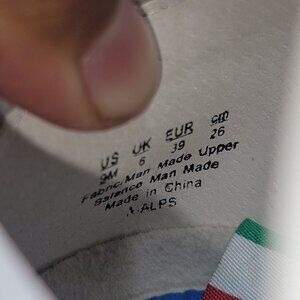 US UK EUR cm
9M 6 39 26
Fabric/Man Made Upper
Balance Man Made
Made in China
ALPS